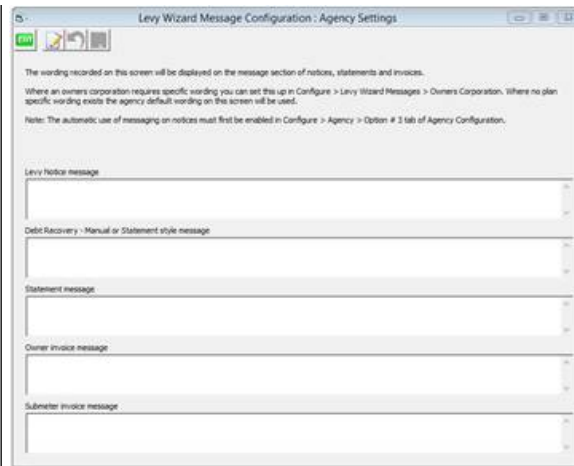 Levy Wizard Message Configuration : Agency Settings
EXIT
The wording recorded on this screen will be displayed on the message section of notices, statements and invoices.
Where an owners corporation requires specific wording you can set this up in Configure > Levy Wizard Messages > Owners Corporation. Where no plan
specific wording exists the agency default wording on this screen will be used.
Note: The automatic use of messaging on notices must first be enabled in Configure > Agency > Option # 3 tab of Agency Configuration.
Levy Notice message
Debt Recovery - Manual or Statement style message
Statement message
Owner invoice message
Submeter invoice message